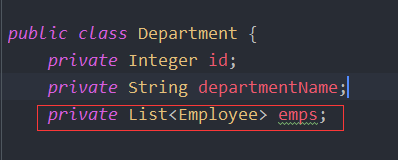 public class Department {
    private Integer id;
    private String departmentName;
    private List<Employee> emps;